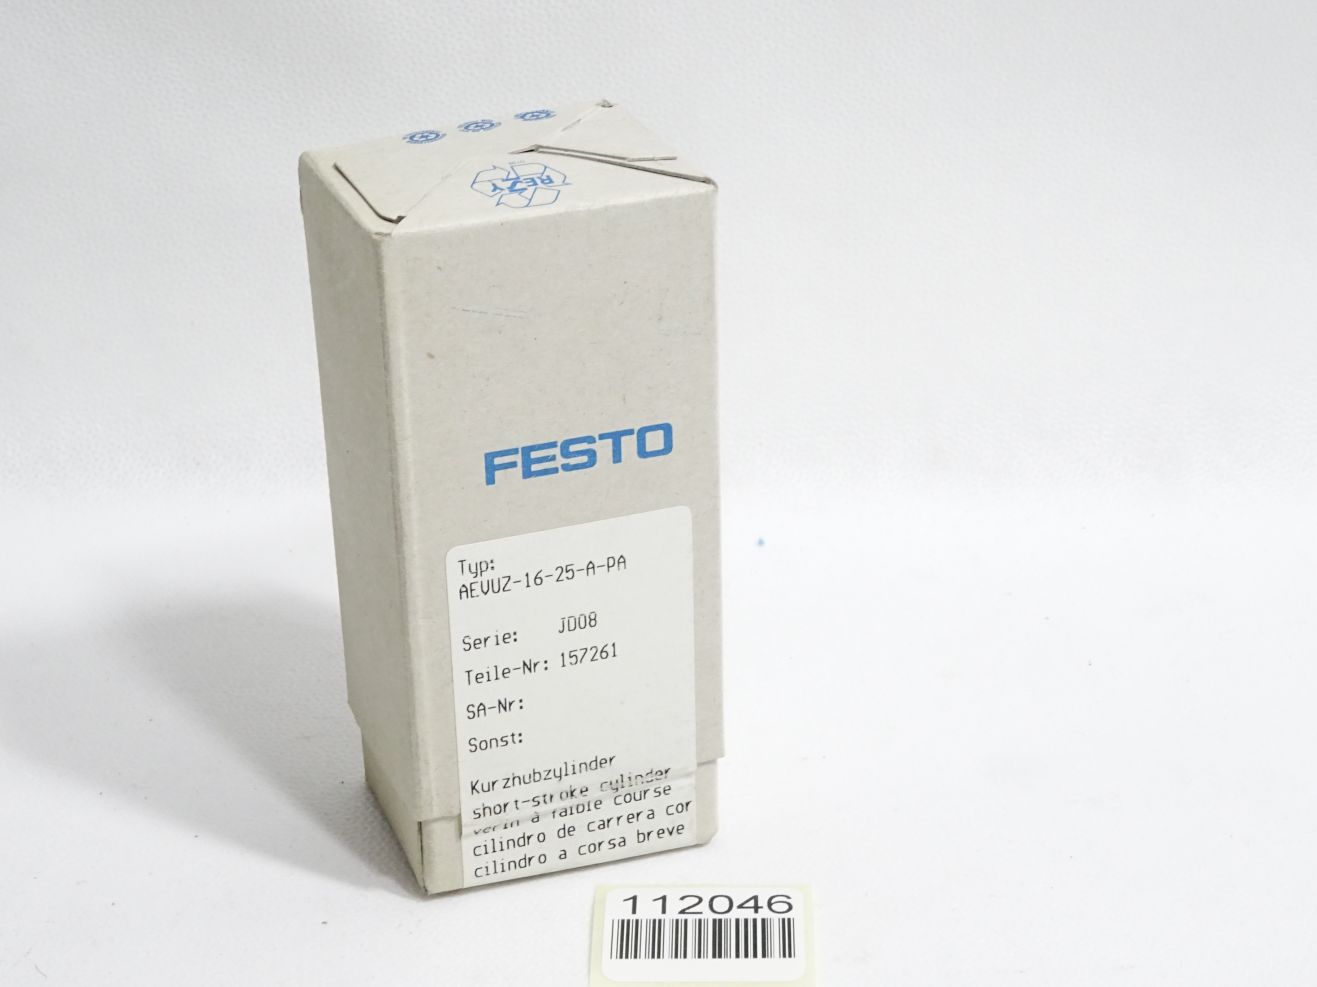 REZY
FESTO
Typ:
AEVUZ-16-25-A-PA
Serie: JD08
Teile-Nr: 157261
SA-Nr:
Sonst:
Kurzhubzylinder
short-stroke cylinder
à faible course
cilindro de carrera cor
cilindro a corsa breve
112046